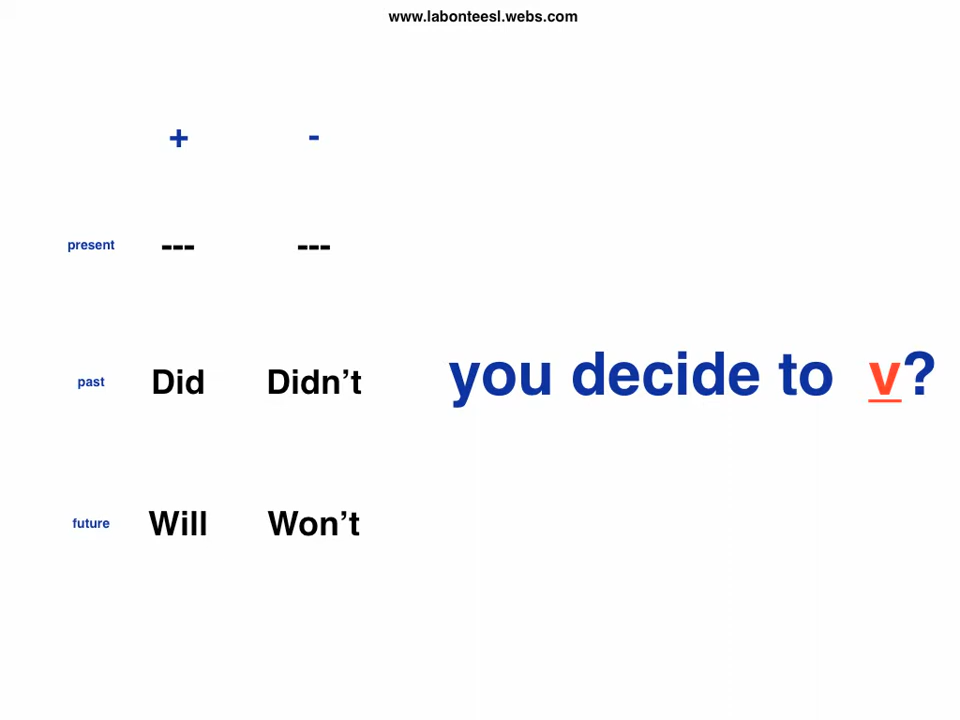 www.labonteesl.webs.com
+ -
present --- ---
past Did Didn’t you decide to v?
future Will Won’t